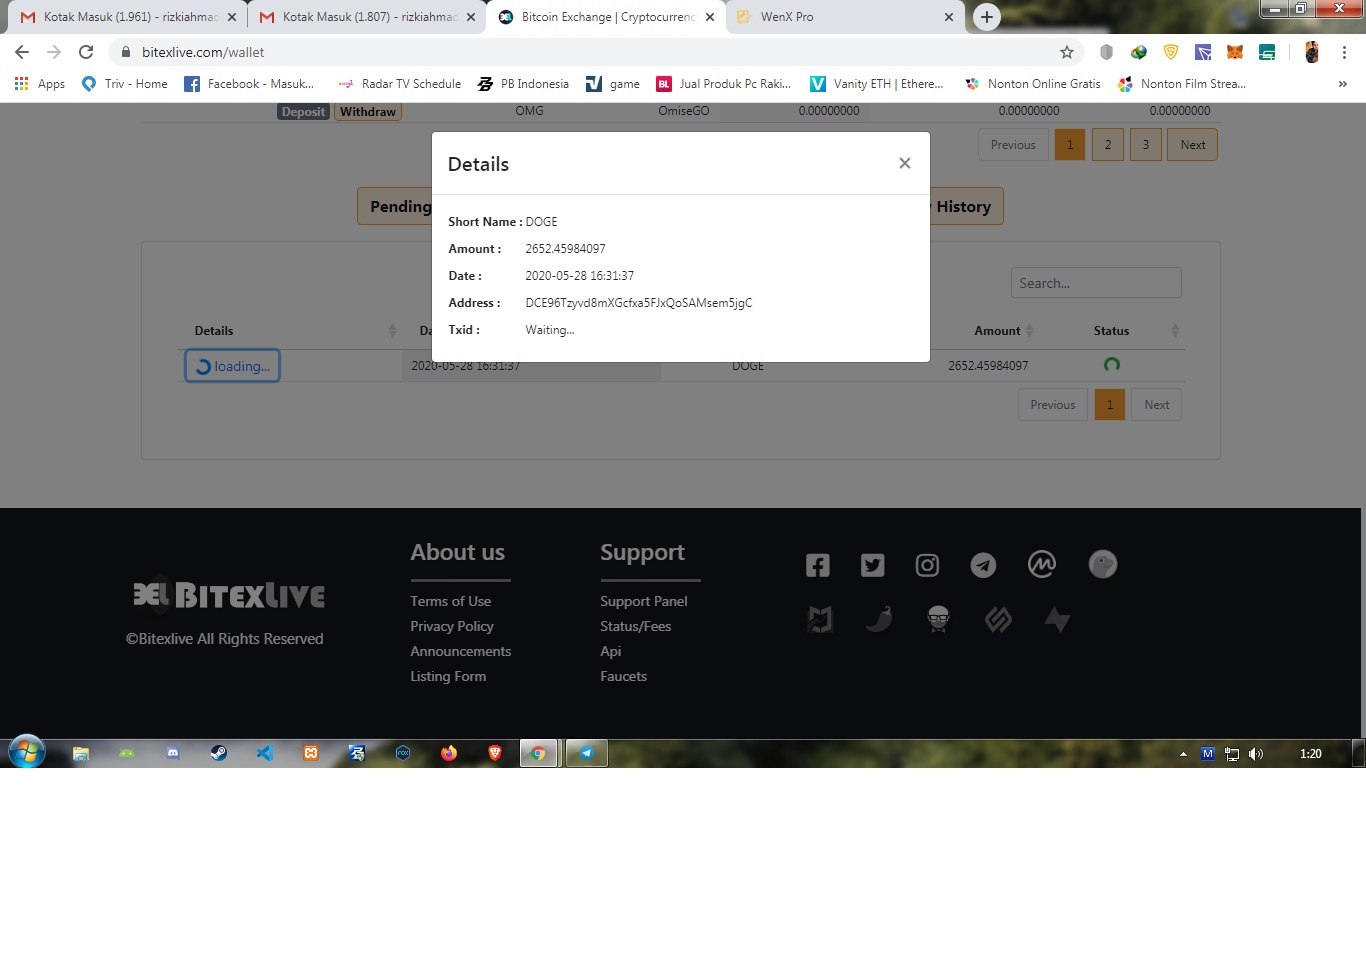 Kotak Masuk (1.961) - rizkiahmad
Kotak Masuk (1.807) - rizkiahmad
Bitcoin Exchange | Cryptocurrenc
WenX Pro
bitexlive.com/wallet
Apps
Triv - Home
Facebook - Masuk...
Radar TV Schedule
PB Indonesia
game
Jual Produk Pc Raki...
Vanity ETH | Ethere...
Nonton Online Gratis
Nonton Film Strea...
»
Deposit Withdraw OMG OmiseGO 0.00000000 0.00000000 0.00000000
Previous 1 2 3 Next
Details ×
Pending
History
Short Name : DOGE
Amount : 2652.45984097
Date : 2020-05-28 16:31:37
Address : DCE96Tzyvd8mXGcfxa5FJxQoSAMsem5jgC
Txid : Waiting...
Search...
Details Da Amount Status
loading... 2020-05-28 16:31:37 DOGE 2652.45984097
Previous 1 Next
BITEXLIVE
©Bitexlive All Rights Reserved
About us
Terms of Use
Privacy Policy
Announcements
Listing Form
Support
Support Panel
Status/Fees
Api
Faucets
1:20